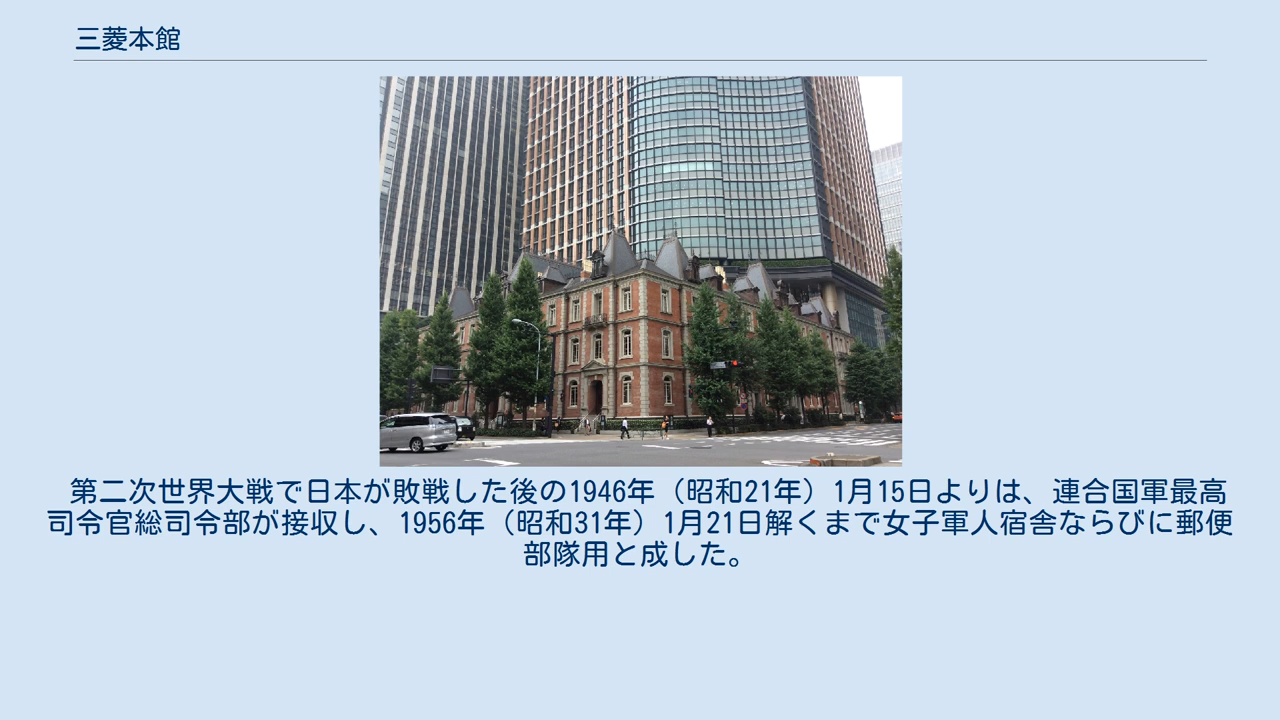 三菱本館
第二次世界大戦で日本が敗戦した後の1946年（昭和21年）1月15日よりは、連合国軍最高
司令官総司令部が接収し、1956年（昭和31年）1月21日解くまで女子軍人宿舎ならびに郵便
部隊用と成した。